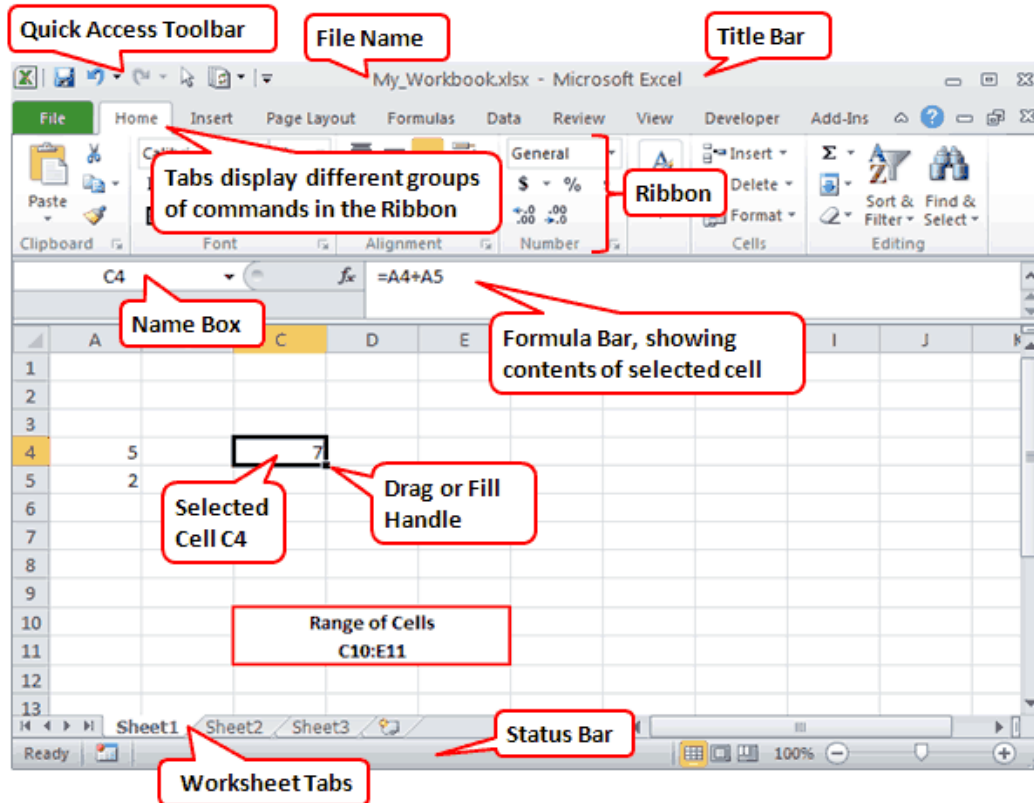 Quick Access Toolbar
File Name
Title Bar
My_Workbook.xlsx - Microsoft Excel
File Home Insert Page Layout Formulas Data Review View Developer Add-Ins
Tabs display different groups
of commands in the Ribbon
General
$ %
Ribbon
Insert
Delete
Format
Σ
Paste
Sort & Filter
Find & Select
Clipboard Font Alignment Number Cells Editing
C4 fx =A4+A5
Name Box
Formula Bar, showing
contents of selected cell
A C D E I J K
1
2
3
4 5 7
5 2
Selected
Cell C4
Drag or Fill
Handle
6
7
8
9
10 Range of Cells
11 C10:E11
12
13
Sheet1 Sheet2 Sheet3
Status Bar
Ready 100%
Worksheet Tabs